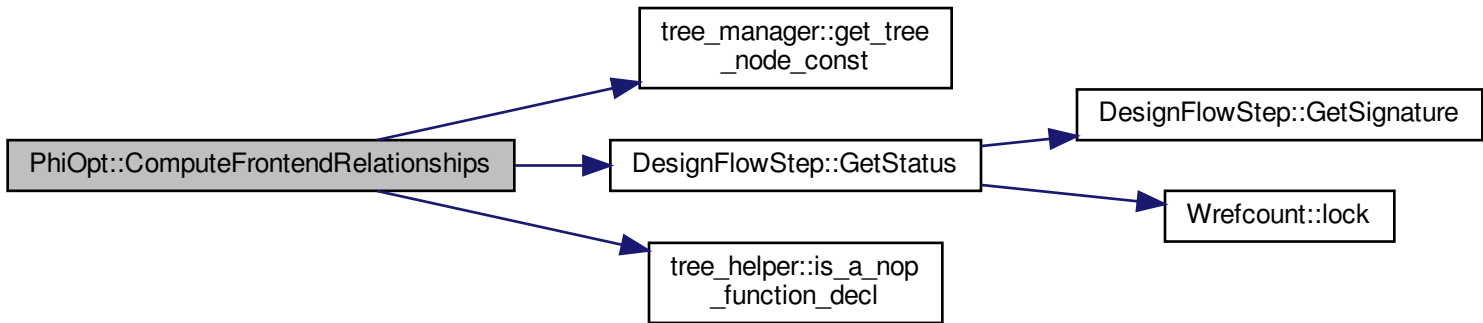 tree_manager::get_tree
_node_const
DesignFlowStep::GetSignature
PhiOpt::ComputeFrontendRelationships
DesignFlowStep::GetStatus
Wrefcount::lock
tree_helper::is_a_nop
_function_decl